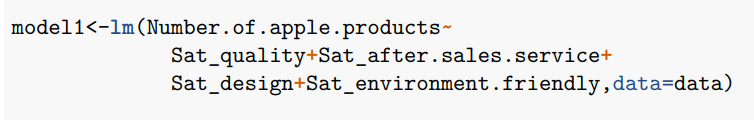 model1<-lm(Number.of.apple.products~
Sat_quality+Sat_after.sales.service+
Sat_design+Sat_environment.friendly,data=data)